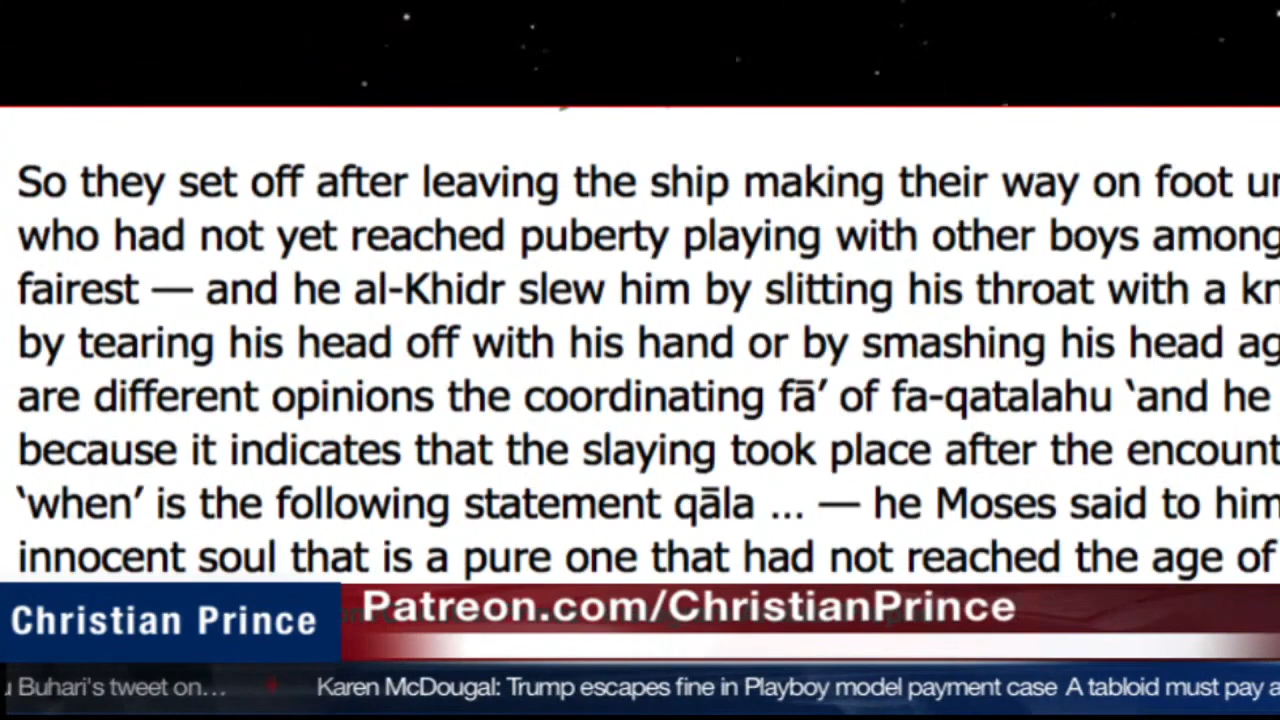 So they set off after leaving the ship making their way on foot un
who had not yet reached puberty playing with other boys among
fairest — and he al-Khidr slew him by slitting his throat with a kn
by tearing his head off with his hand or by smashing his head ag
are different opinions the coordinating fā’ of fa-qatalahu ‘and he
because it indicates that the slaying took place after the encount
‘when’ is the following statement qāla ... — he Moses said to him
innocent soul that is a pure one that had not reached the age of
Christian Prince
Patreon.com/ChristianPrince
u Buhari's tweet on... Karen McDougal: Trump escapes fine in Playboy model payment case A tabloid must pay a